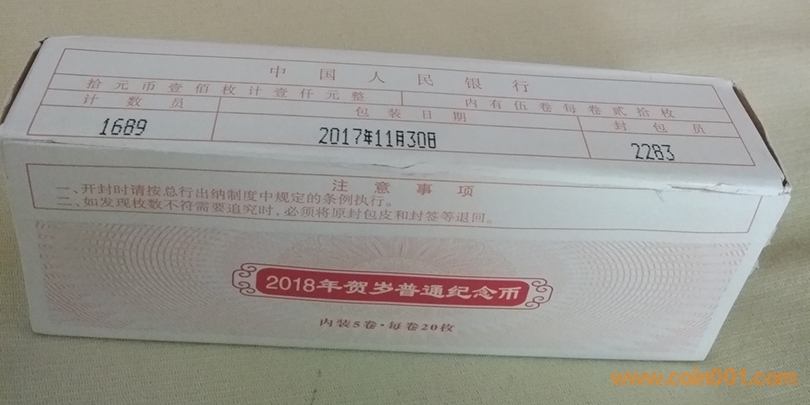 中国人民银行
拾元币壹佰枚计壹仟元整 内有伍卷每卷贰拾枚
计数员 包装日期 封包员
1689 2017年11月30日 2283
注意事项
一、开封时请按总行出纳制度中规定的条例执行。
二、如发现枚数不符需要追究时，必须将原封包皮和封签等退回。
2018年贺岁普通纪念币
内装5卷·每卷20枚
www.coin001.com